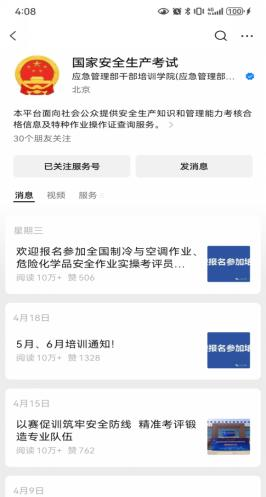 4:08
100
国家安全生产考试
应急管理部干部培训学院(应急管理部...
北京
本平台面向社会公众提供安全生产知识和管理能力考核合
格信息及特种作业操作证查询服务。
30个朋友关注
已关注服务号
发消息
消息 视频 服务
星期三
欢迎报名参加全国制冷与空调作业、
危险化学品安全作业实操考评员...
阅读 10万+ 赞 506
报名参加培
4月18日
5月、6月培训通知!
阅读 10万+ 赞 1328
报名参加培
4月15日
以赛促训筑牢安全防线 精准考评锻
造专业队伍
阅读 10万+ 赞 762
4月9日